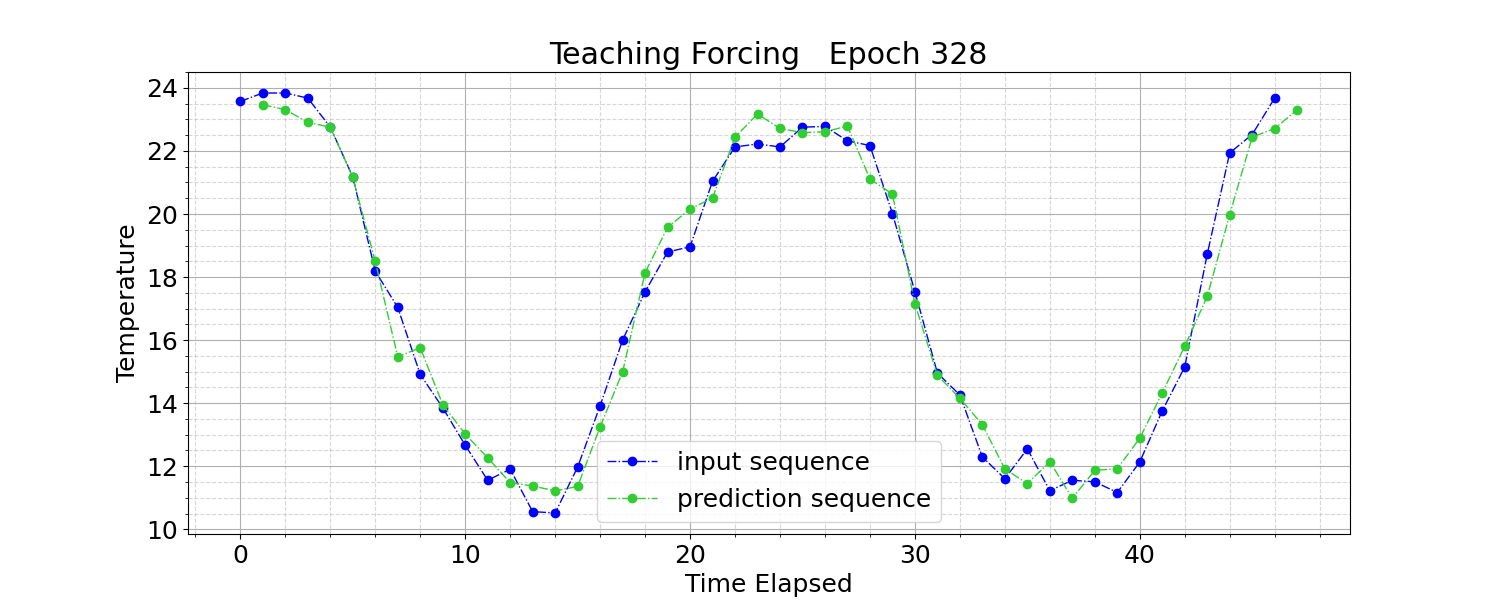 Teaching Forcing   Epoch 328
24
22
20
18
16
14
12
10
Temperature
input sequence
prediction sequence
0 10 20 30 40
Time Elapsed